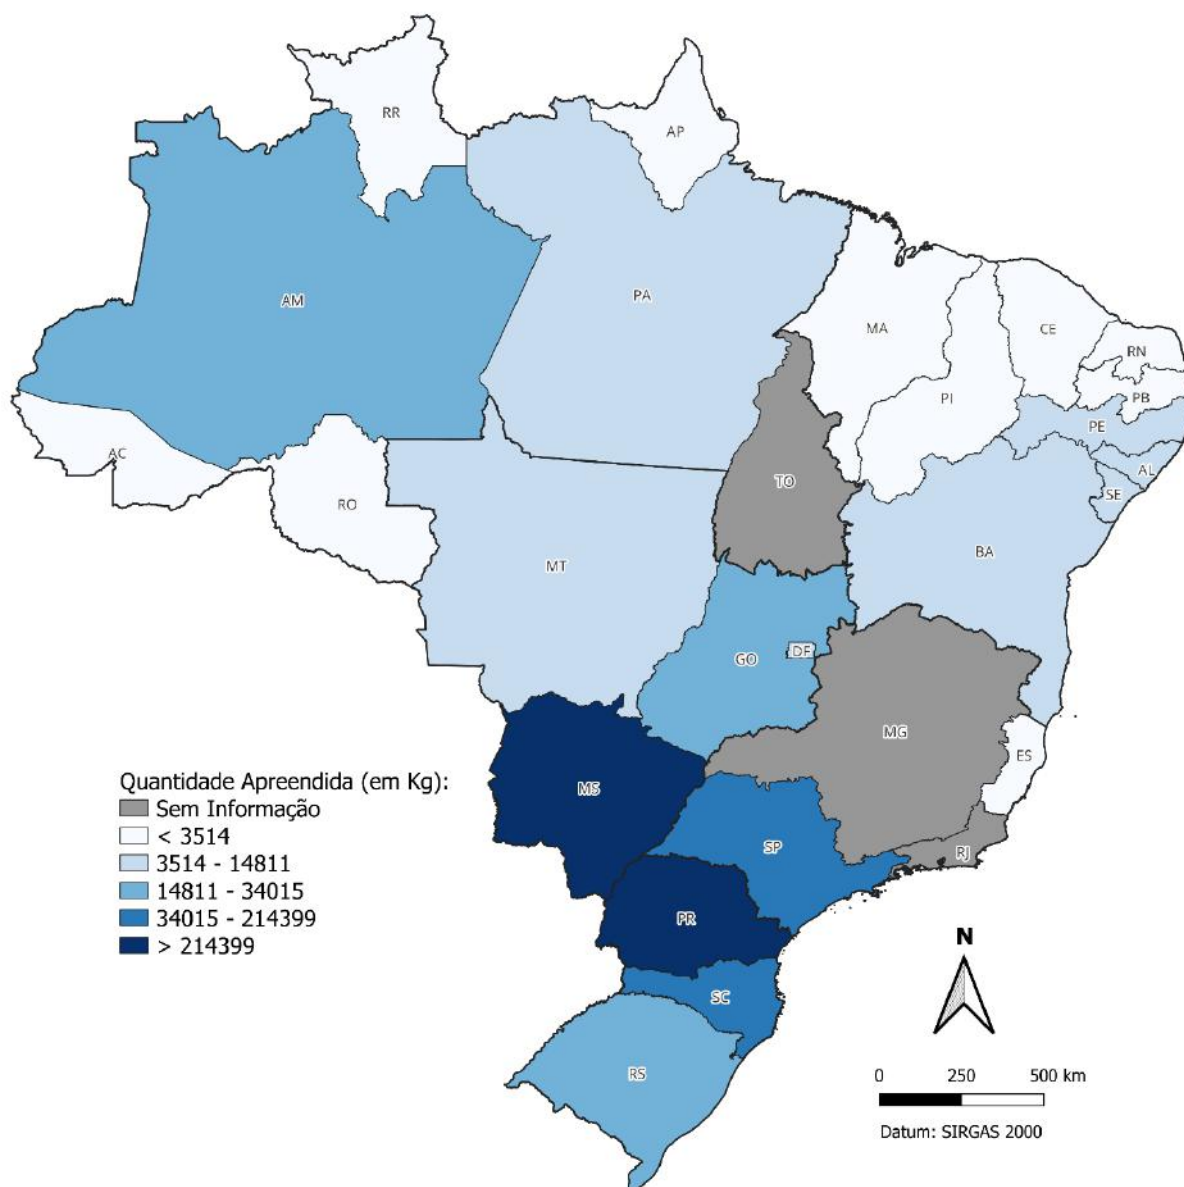 RR
AP
AM
PA
MA
CE
RN
PI
PB
PE
AC
AL
TO
SE
RO
BA
MT
DF
GO
MG
ES
MS
Quantidade Apreendida (em Kg):
Sem Informação
< 3514
3514 - 14811
14811 - 34015
34015 - 214399
> 214399
SP
RJ
PR
N
SC
RS
0 250 500 km
Datum: SIRGAS 2000